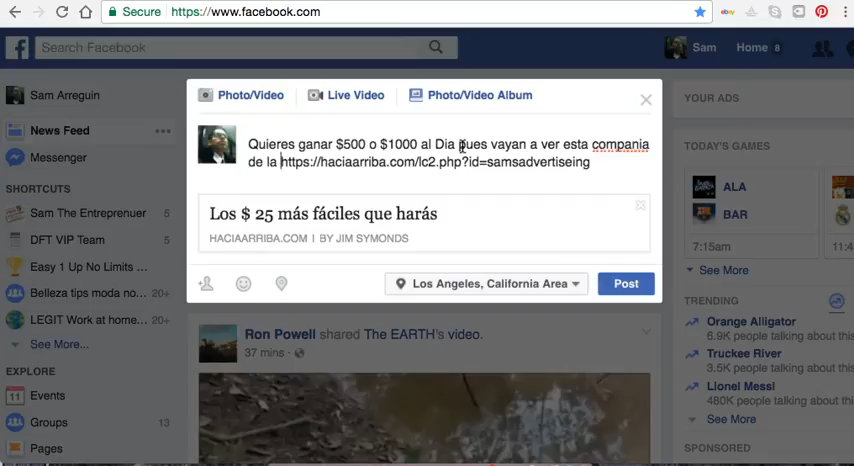 Secure https://www.facebook.com
ebay
f Search Facebook
Sam Home 8
Photo/Video Live Video Photo/Video Album
Sam Arreguin
News Feed
Messenger
SHORTCUTS
Sam The Entreprenuer 5
DFT VIP Team 5
Easy 1 Up No Limits ...
Belleza tips moda no... 20+
LEGIT Work at home... 20+
See More...
EXPLORE
Events
Groups 13
Pages
Quieres ganar $500 o $1000 al Dia pues vayan a ver esta compania
de la https://haciaarriba.com/lc2.php?id=samsadvertiseing
Los $ 25 más fáciles que harás
HACIAARRIBA.COM | BY JIM SYMONDS
Los Angeles, California Area
Post
Ron Powell shared The EARTH's video.
37 mins ·
YOUR ADS
TODAY'S GAMES
ALA
BAR
7:15am 11:4
See More
TRENDING
Orange Alligator
6.9K people talking about this
Truckee River
3.5K people talking about this
Lionel Messi
480K people talking about this
See More
SPONSORED